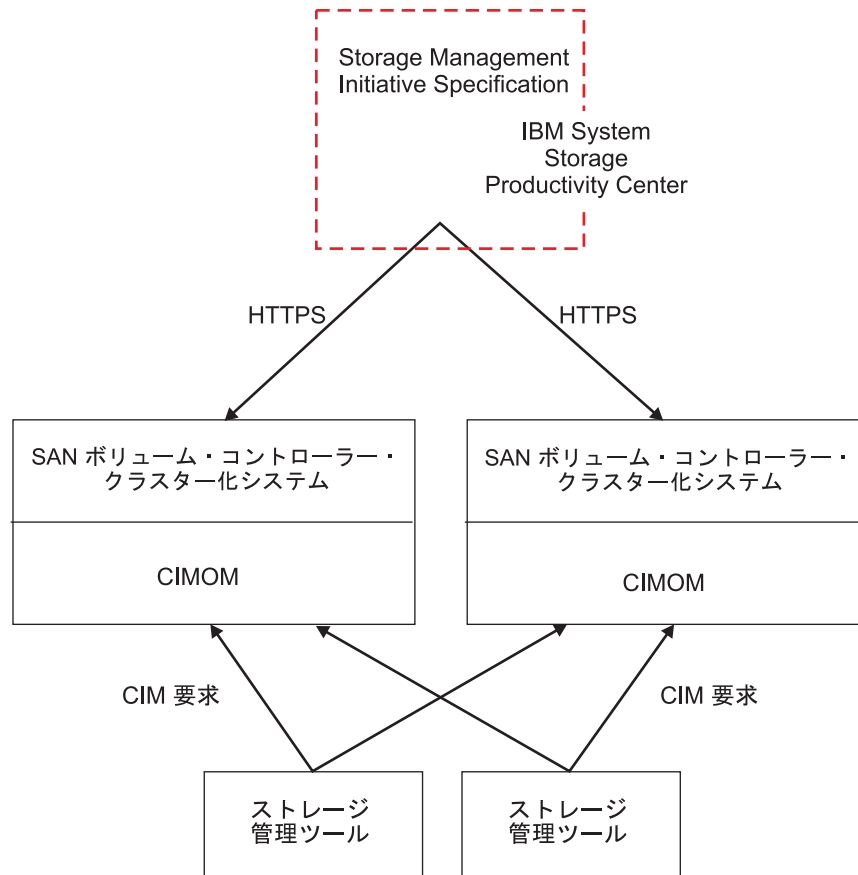 Storage Management
Initiative Specification
IBM System
Storage
Productivity Center
HTTPS
HTTPS
SAN ボリューム・コントローラー・
クラスター化システム
CIMOM
SAN ボリューム・コントローラー・
クラスター化システム
CIMOM
CIM 要求
CIM 要求
ストレージ
管理ツール
ストレージ
管理ツール